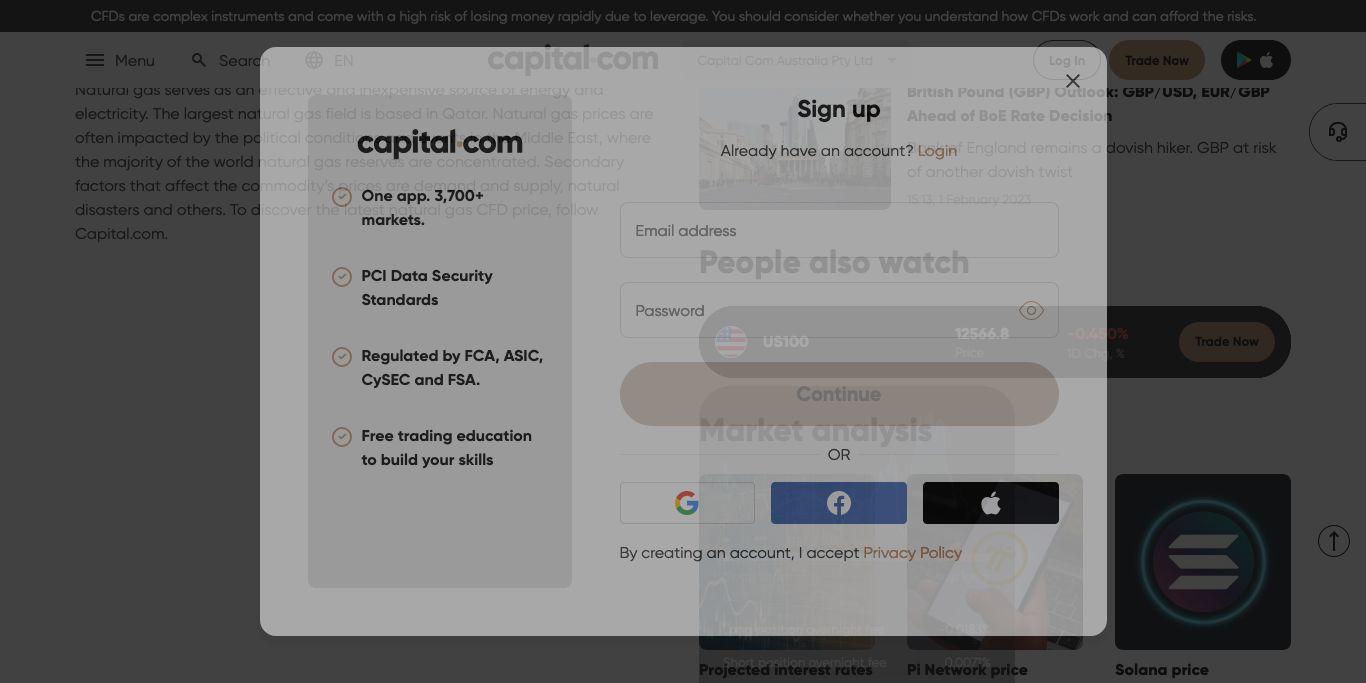 CFDs are complex instruments and come with a high risk of losing money rapidly due to leverage. You should consider whether you understand how CFDs work and can afford the risks.
Menu
Search
EN
capital.com
Capital Com Australia Pty Ltd
Log In
Trade Now
Natural gas serves as an effective and inexpensive source of energy and
electricity. The largest natural gas field is based in Qatar. Natural gas prices are
often impacted by the political conditions in the Middle East, where
the majority of the world natural gas reserves are concentrated. Secondary
factors that affect the commodity's prices are demand and supply, natural
disasters and others. To discover the latest natural gas CFD price, follow
Capital.com.
capital.com
One app. 3,700+
markets.
PCI Data Security
Standards
Regulated by FCA, ASIC,
CySEC and FSA.
Free trading education
to build your skills
Sign up
Already have an account? Login
Email address
Password
Continue
OR
By creating an account, I accept Privacy Policy
British Pound (GBP) Outlook: GBP/USD, EUR/GBP
Ahead of BoE Rate Decision
of England remains a dovish hiker. GBP at risk
of another dovish twist
15:13, 1 February 2023
People also watch
US100
12566.8
Price
-0.450%
1D Chg, %
Trade Now
Market analysis
Long position overnight fee
Short position overnight fee
0.0071%
Projected interest rates
Pi Network price
Solana price